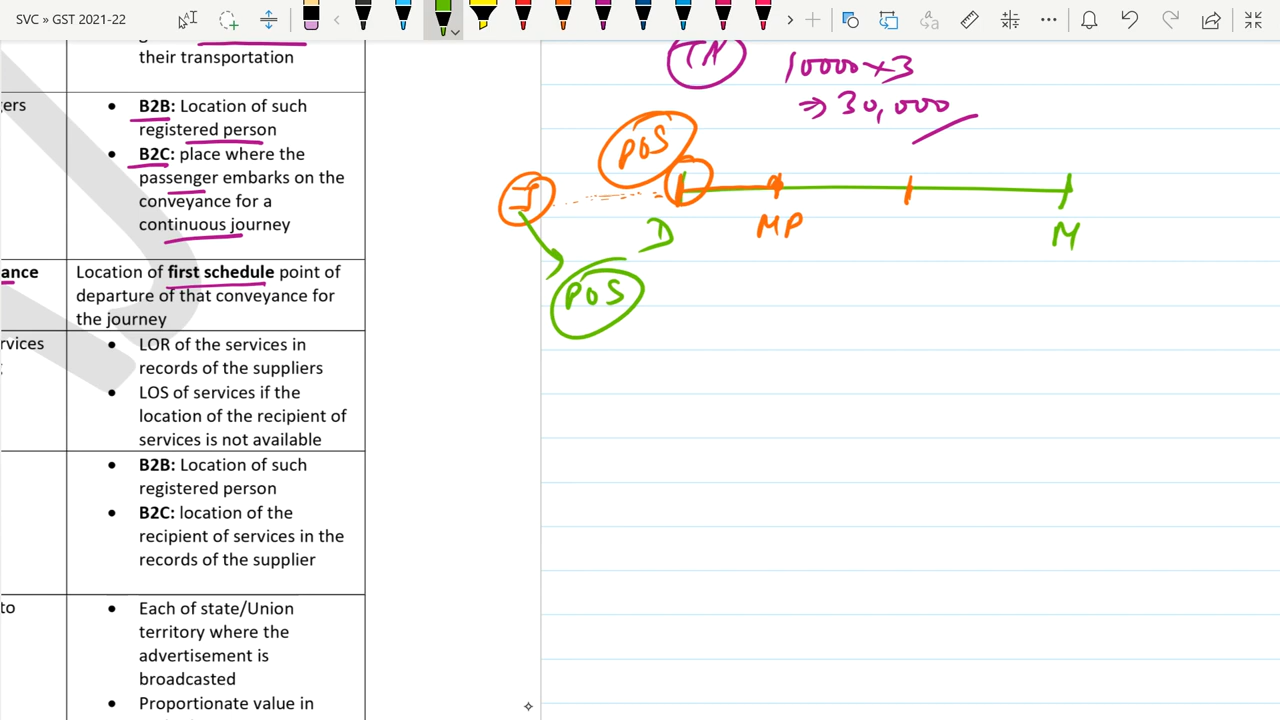 SVC » GST 2021-22
their transportation
gers
B2B: Location of such
registered person
B2C: place where the
passenger embarks on the
conveyance for a
continuous journey
ance
Location of first schedule point of
departure of that conveyance for
the journey
rvices
LOR of the services in
records of the suppliers
LOS of services if the
location of the recipient of
services is not available
B2B: Location of such
registered person
B2C: location of the
recipient of services in the
records of the supplier
to
Each of state/Union
territory where the
advertisement is
broadcasted
Proportionate value in
TN
10000 x 3
⇒ 30,000
POS
J
D
MP
M
POS